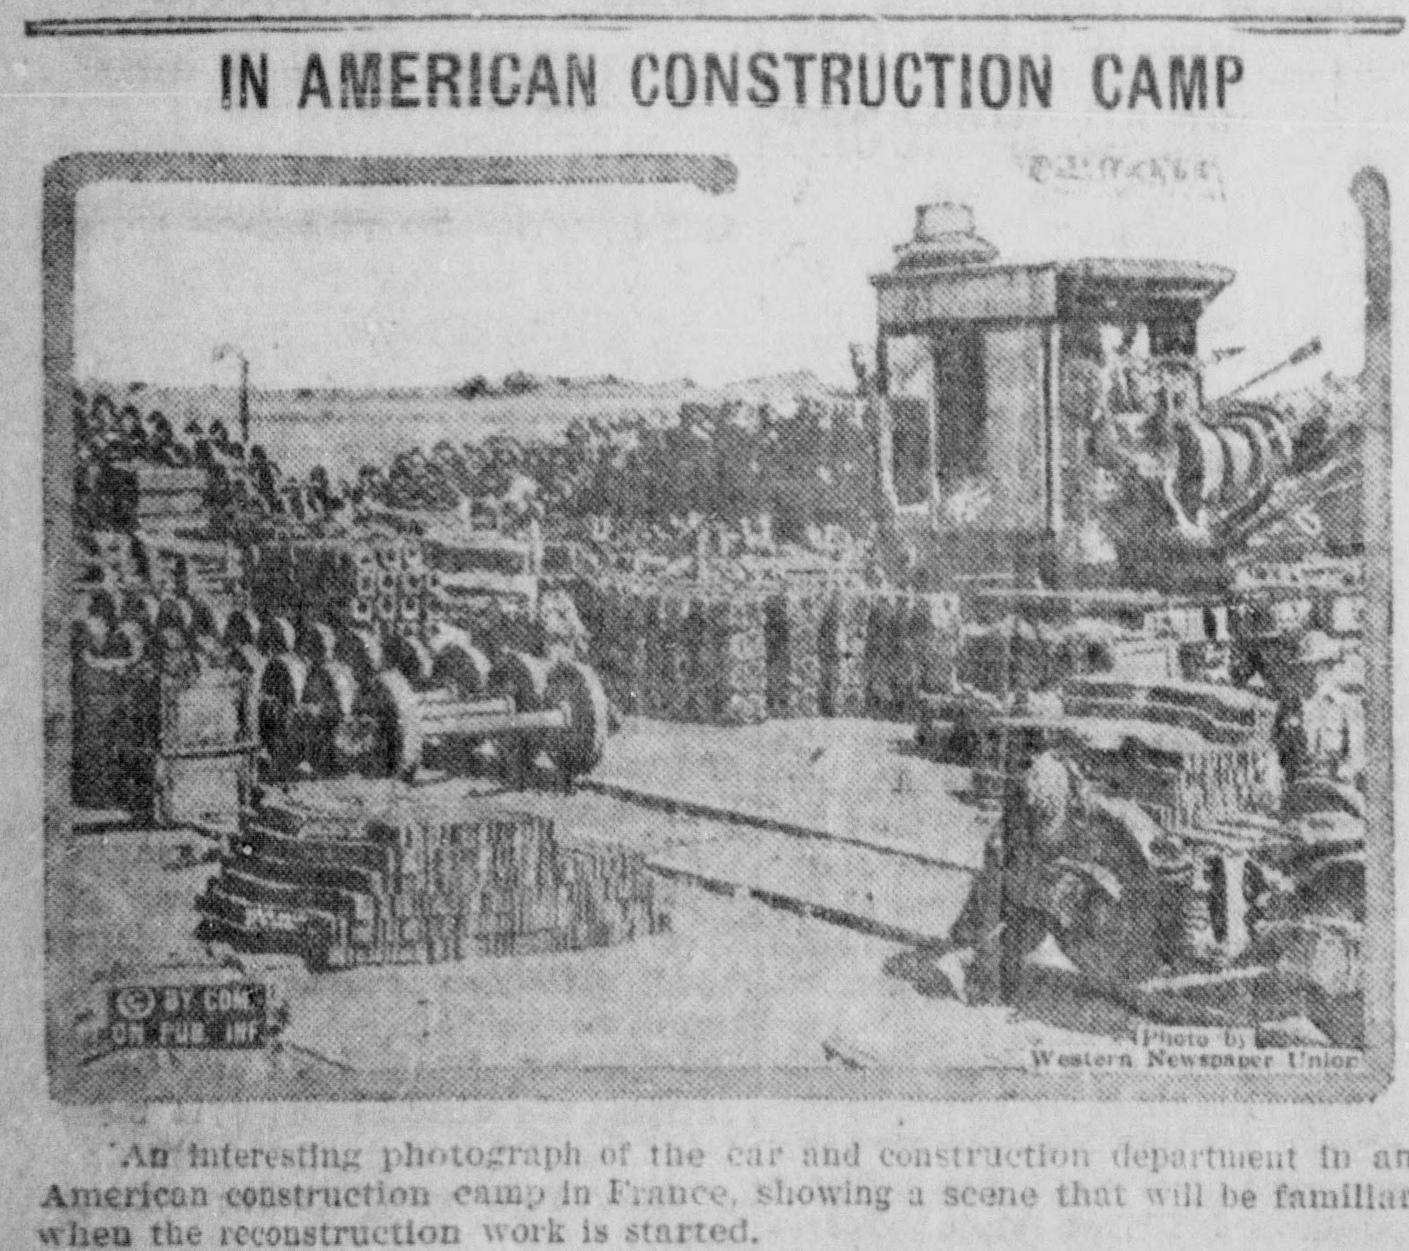 IN AMERICAN CONSTRUCTION CAMP
© BY COM.
ON PUB. INF.
Photo by
Western Newspaper Union
An interesting photograph of the car and construction department in an
American construction camp in France, showing a scene that will be familiar
when the reconstruction work is started.